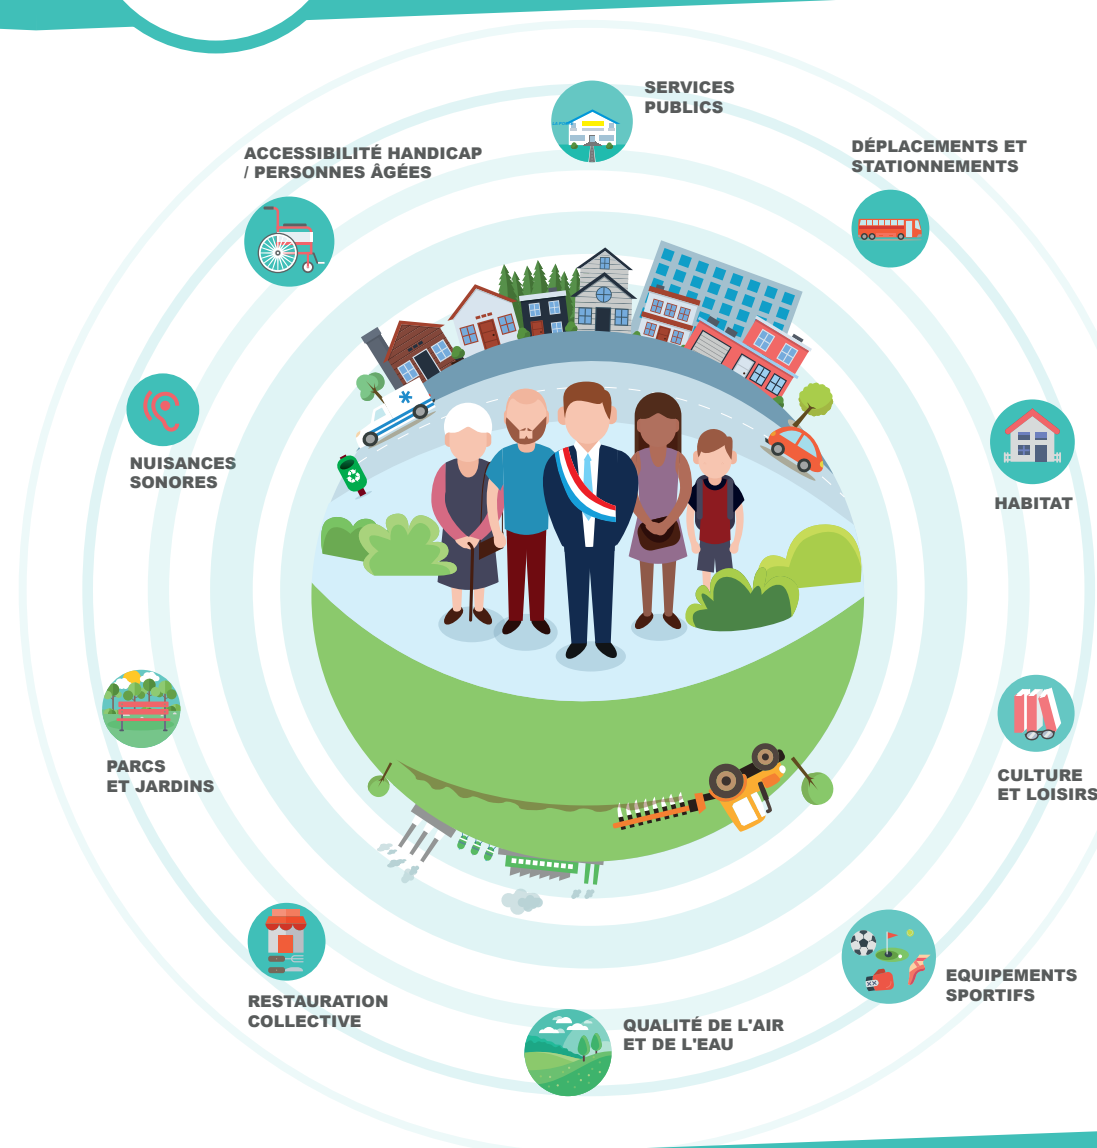 SERVICES
PUBLICS
DÉPLACEMENTS ET
STATIONNEMENTS
ACCESSIBILITÉ HANDICAP
/ PERSONNES ÂGÉES
NUISANCES
SONORES
HABITAT
PARCS
ET JARDINS
CULTURE
ET LOISIRS
RESTAURATION
COLLECTIVE
EQUIPEMENTS
SPORTIFS
QUALITÉ DE L'AIR
ET DE L'EAU